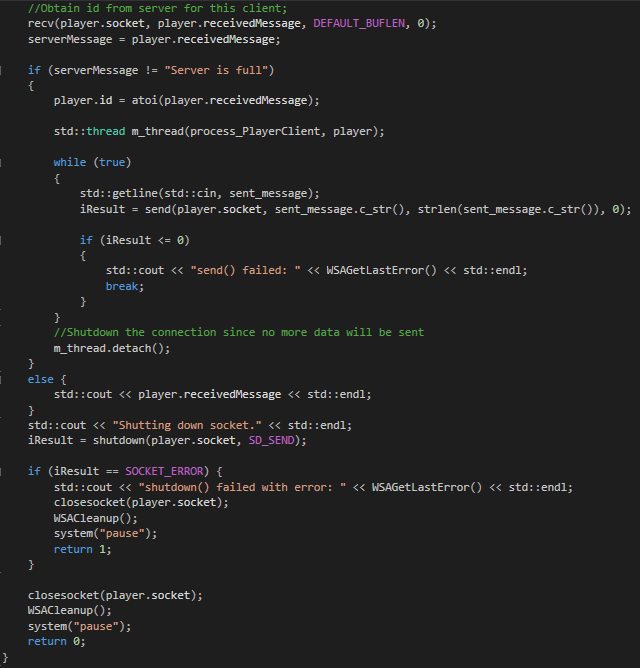 //Obtain id from server for this client;
recv(player.socket, player.receivedMessage, DEFAULT_BUFLEN, 0);
serverMessage = player.receivedMessage;
if (serverMessage != "Server is full")
{
player.id = atoi(player.receivedMessage);
std::thread m_thread(process_PlayerClient, player);
while (true)
{
std::getline(std::cin, sent_message);
iResult = send(player.socket, sent_message.c_str(), strlen(sent_message.c_str()), 0);
if (iResult <= 0)
{
std::cout << "send() failed: " << WSAGetLastError() << std::endl;
break;
}
}
//Shutdown the connection since no more data will be sent
m_thread.detach();
}
else {
std::cout << player.receivedMessage << std::endl;
}
std::cout << "Shutting down socket." << std::endl;
iResult = shutdown(player.socket, SD_SEND);
if (iResult == SOCKET_ERROR) {
std::cout << "shutdown() failed with error: " << WSAGetLastError() << std::endl;
closesocket(player.socket);
WSACleanup();
system("pause");
return 1;
}
closesocket(player.socket);
WSACleanup();
system("pause");
return 0;
}